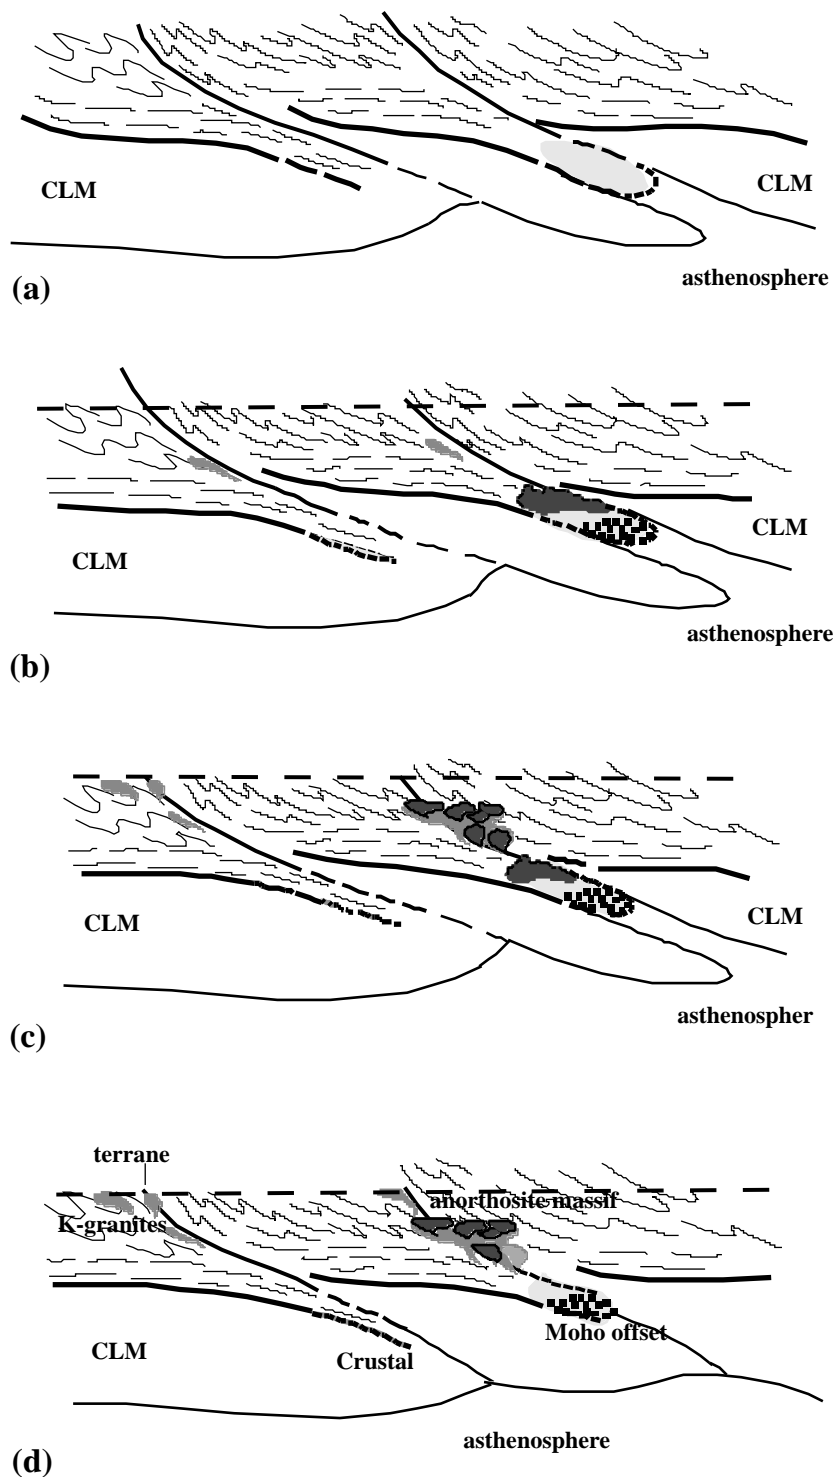 CLM
CLM
asthenosphere
(a)
CLM
CLM
asthenosphere
(b)
CLM
CLM
asthenospher
(c)
terrane
anorthosite massif
K-granites
Moho offset
CLM
Crustal
asthenosphere
(d)